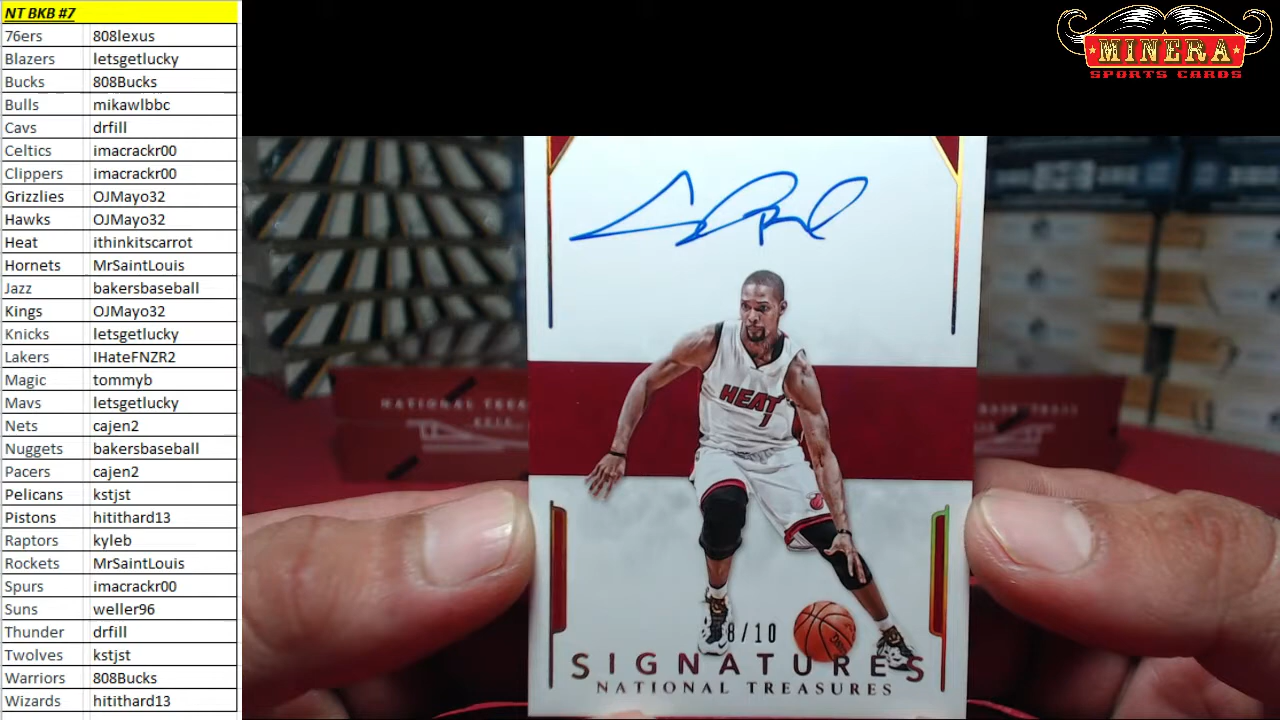 NT BKB #7
76ers 808lexus
Blazers letsgetlucky
Bucks 808Bucks
Bulls mikawlbbc
Cavs drfill
Celtics imacrackr00
Clippers imacrackr00
Grizzlies OJMayo32
Hawks OJMayo32
Heat ithinkitscarrot
Hornets MrSaintLouis
Jazz bakersbaseball
Kings OJMayo32
Knicks letsgetlucky
Lakers IHateFNZR2
Magic tommyb
Mavs letsgetlucky
Nets cajen2
Nuggets bakersbaseball
Pacers cajen2
Pelicans kstjst
Pistons hitithard13
Raptors kyleb
Rockets MrSaintLouis
Spurs imacrackr00
Suns weller96
Thunder drfill
Twolves kstjst
Warriors 808Bucks
Wizards hitithard13
MINERA
SPORTS CARDS
HEAT
1
8/10
SIGNATURES
NATIONAL TREASURES
NATIONAL TREA